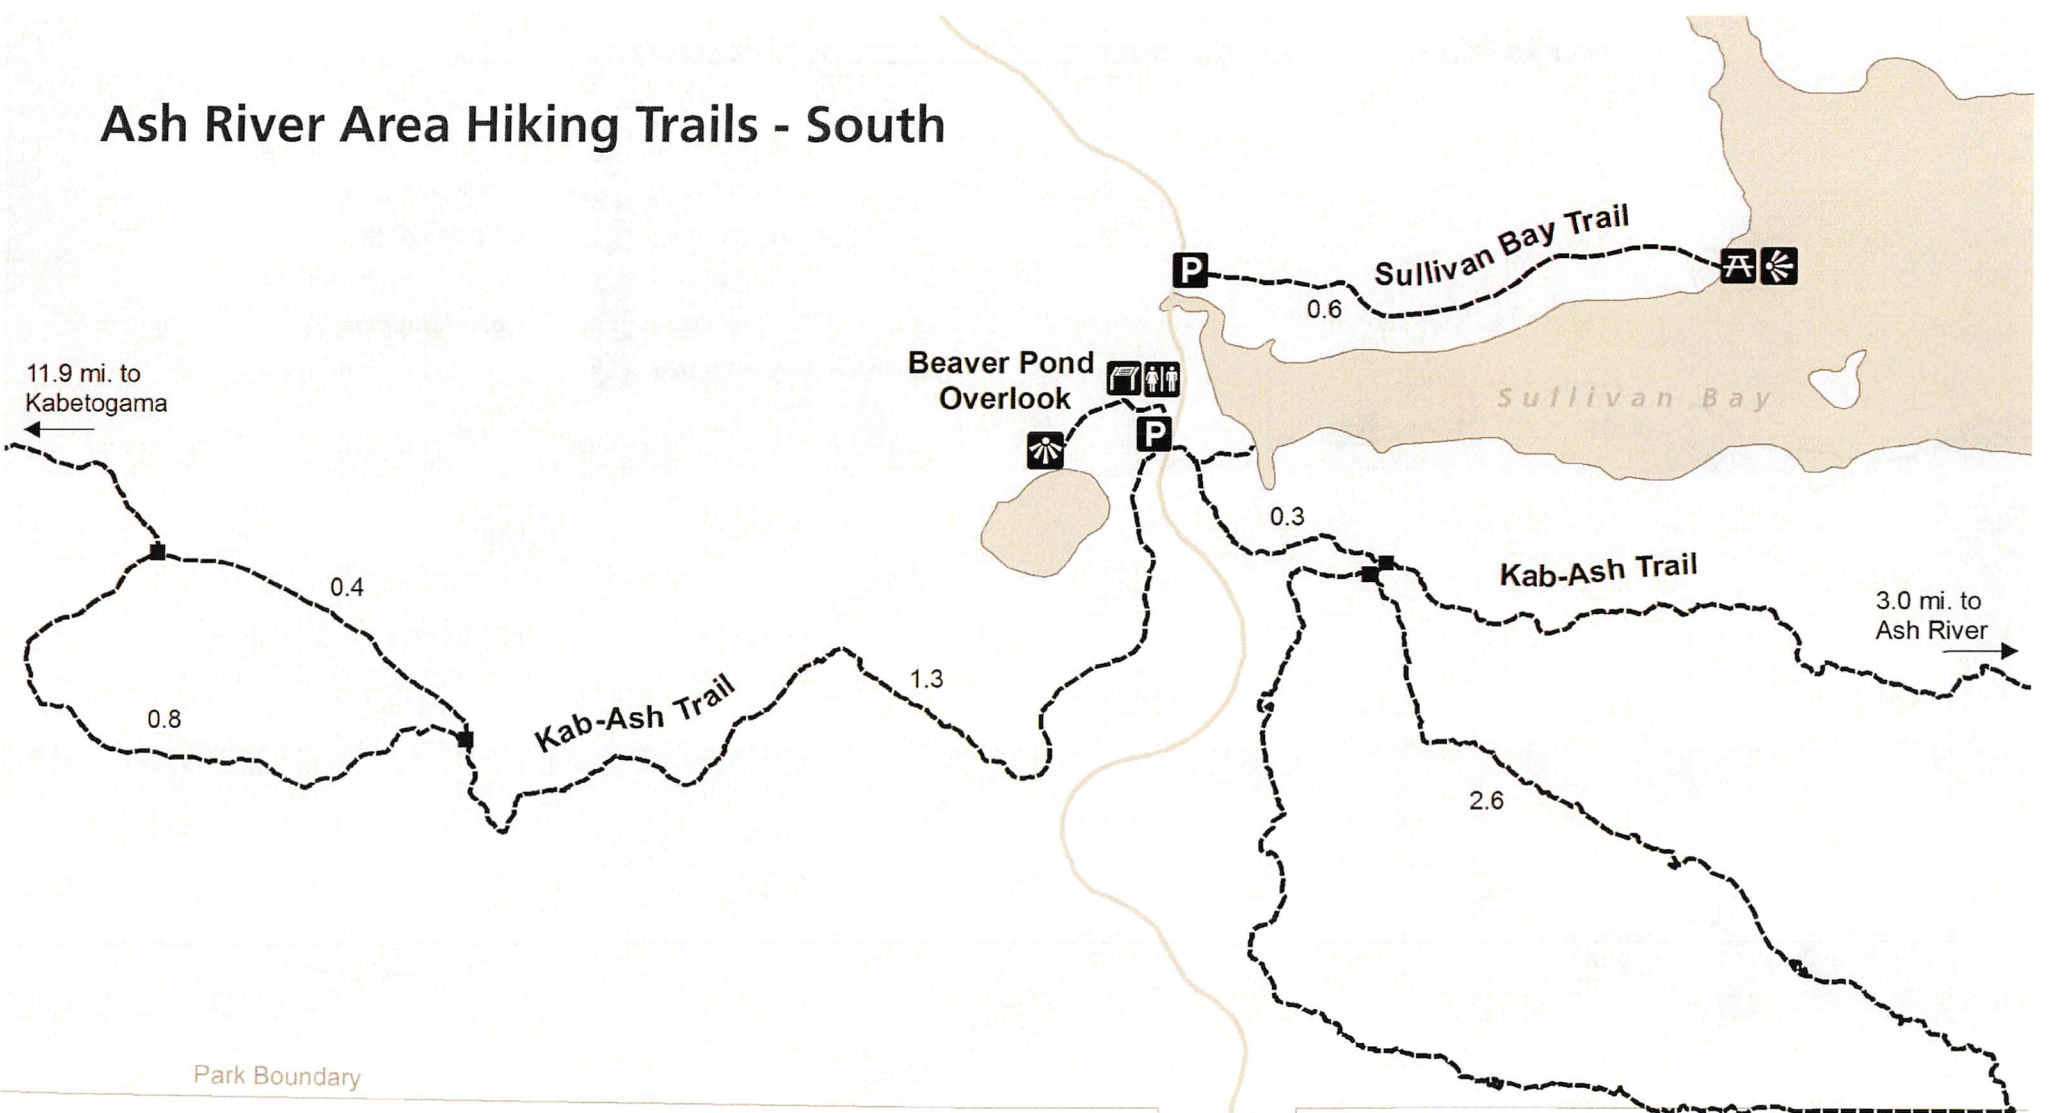 Ash River Area Hiking Trails - South
Sullivan Bay Trail
P
0.6
Beaver Pond
Overlook
11.9 mi. to
Kabetogama
Sullivan Bay
P
0.3
Kab-Ash Trail
0.4
3.0 mi. to
Ash River
1.3
Kab-Ash Trail
0.8
2.6
Park Boundary